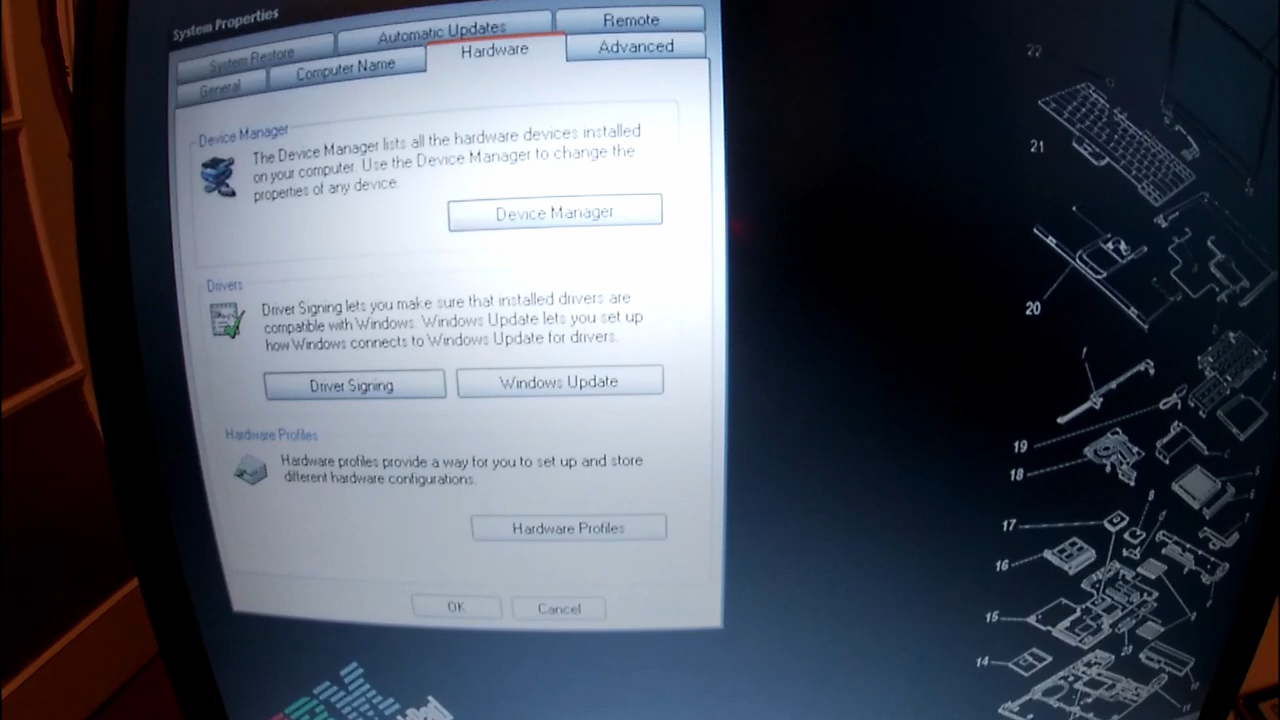 System Properties
Automatic Updates
Remote
System Restore
Hardware
Advanced
General
Computer Name
Device Manager
The Device Manager lists all the hardware devices installed
on your computer. Use the Device Manager to change the
properties of any device.
Device Manager
Drivers
Driver Signing lets you make sure that installed drivers are
compatible with Windows. Windows Update lets you set up
how Windows connects to Windows Update for drivers.
Driver Signing
Windows Update
Hardware Profiles
Hardware profiles provide a way for you to set up and store
different hardware configurations.
Hardware Profiles
OK
Cancel
22
21
20
19
18
17
8
16
15
14